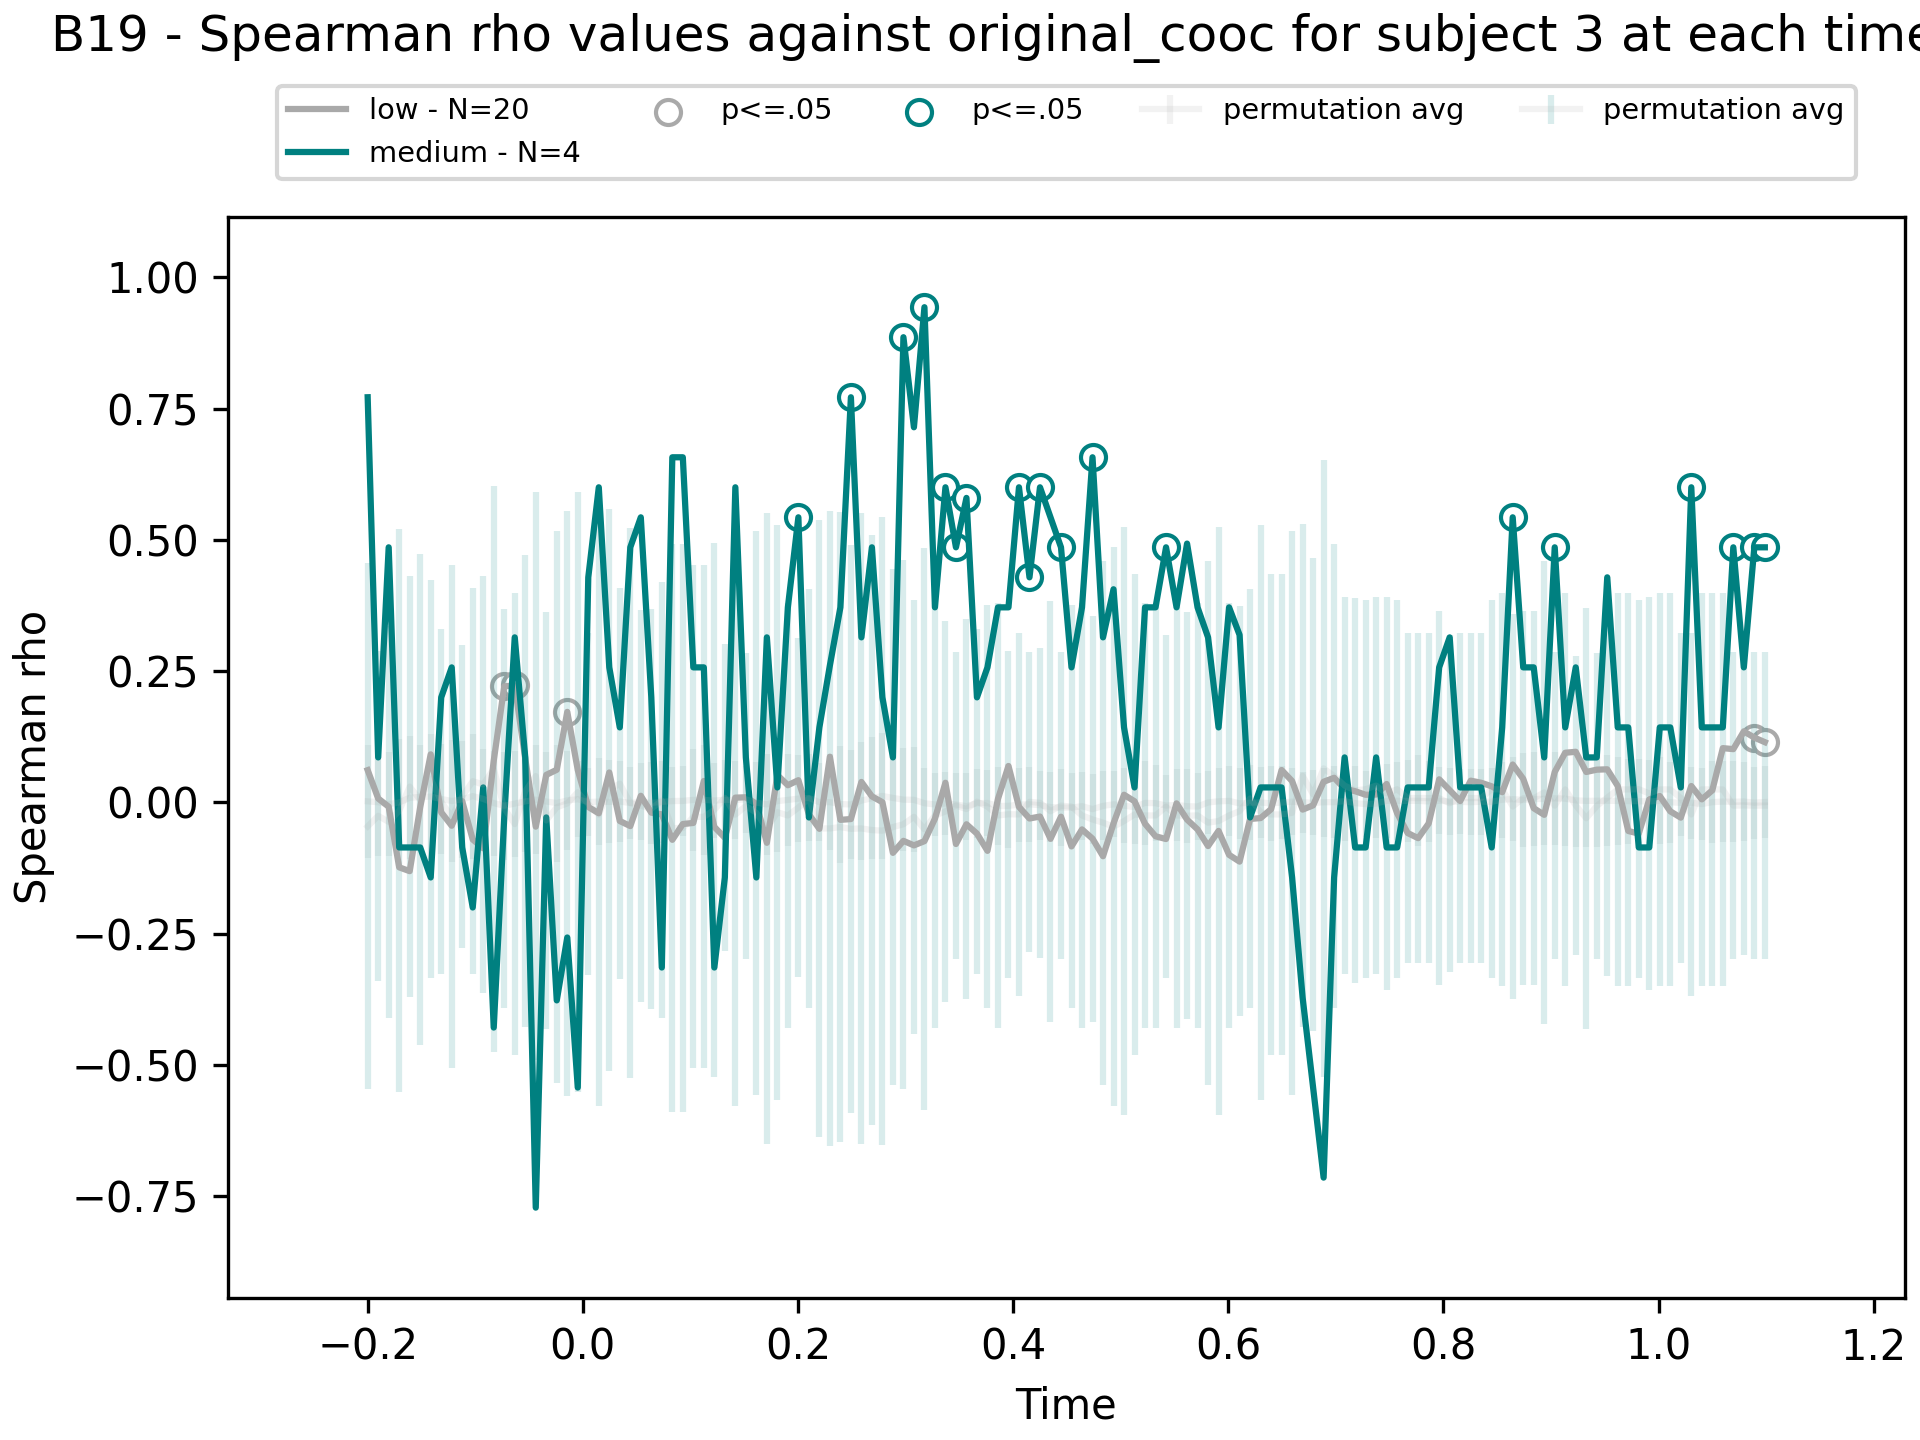 B19 - Spearman rho values against original_cooc for subject 3 at each time
low - N=20
medium - N=4
p<=.05
p<=.05
permutation avg
permutation avg
Spearman rho
1.00
0.75
0.50
0.25
0.00
−0.25
−0.50
−0.75
−0.2
0.0
0.2
0.4
0.6
0.8
1.0
1.2
Time